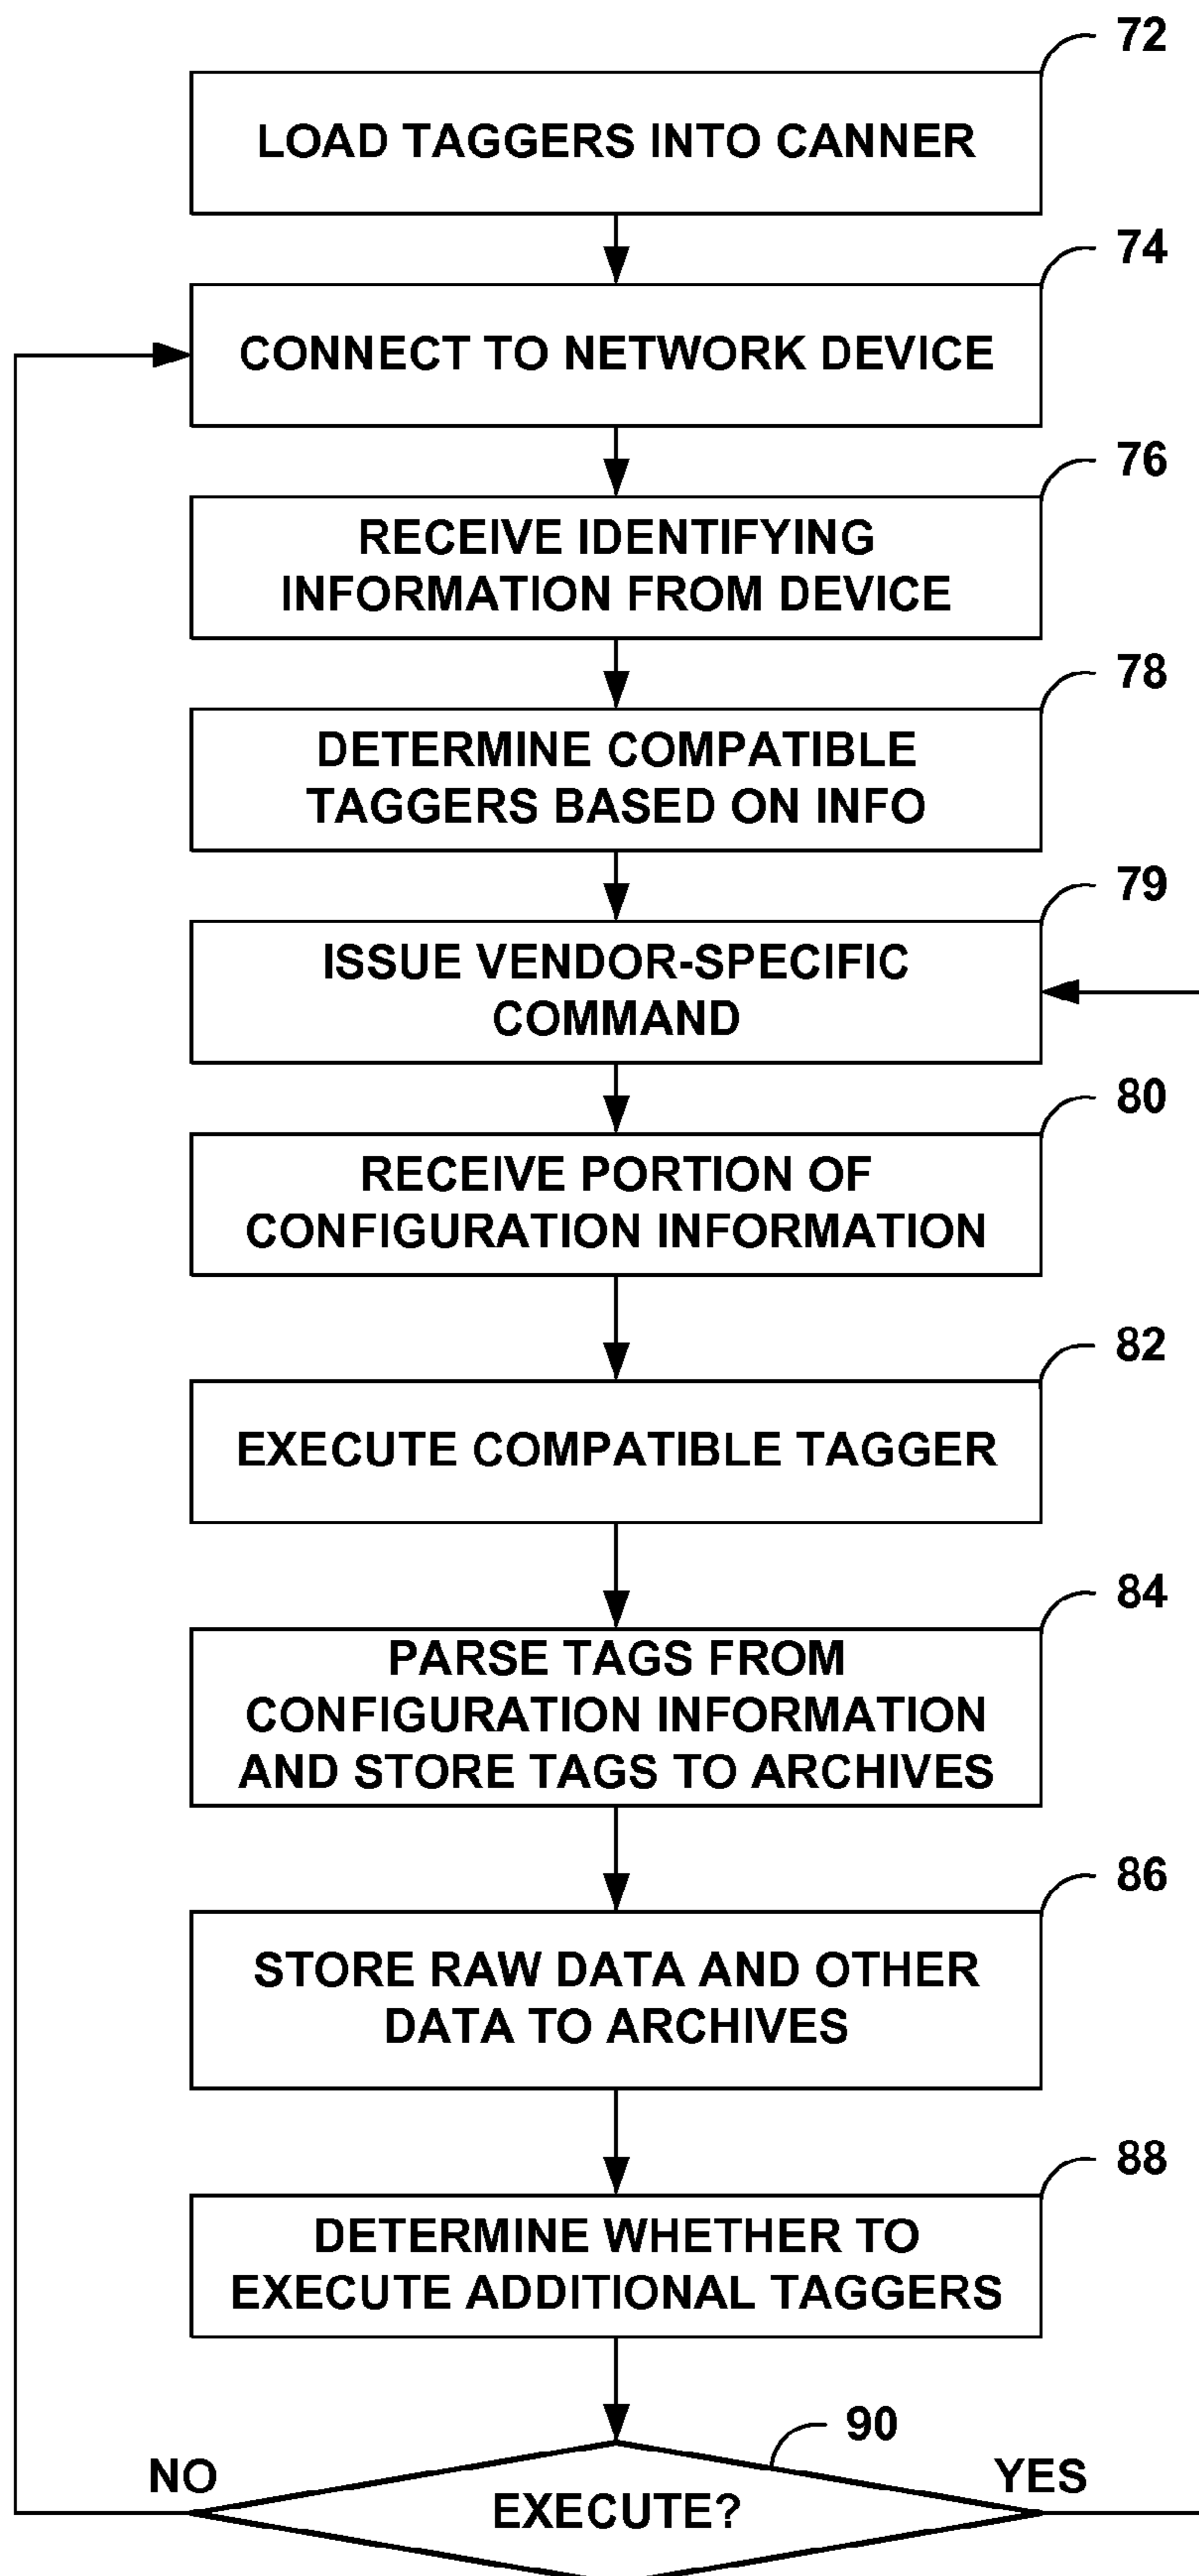 72
LOAD TAGGERS INTO CANNER
74
CONNECT TO NETWORK DEVICE
76
RECEIVE IDENTIFYING
INFORMATION FROM DEVICE
78
DETERMINE COMPATIBLE
TAGGERS BASED ON INFO
79
ISSUE VENDOR-SPECIFIC
COMMAND
80
RECEIVE PORTION OF
CONFIGURATION INFORMATION
82
EXECUTE COMPATIBLE TAGGER
84
PARSE TAGS FROM
CONFIGURATION INFORMATION
AND STORE TAGS TO ARCHIVES
86
STORE RAW DATA AND OTHER
DATA TO ARCHIVES
88
DETERMINE WHETHER TO
EXECUTE ADDITIONAL TAGGERS
90
NO
YES
EXECUTE?